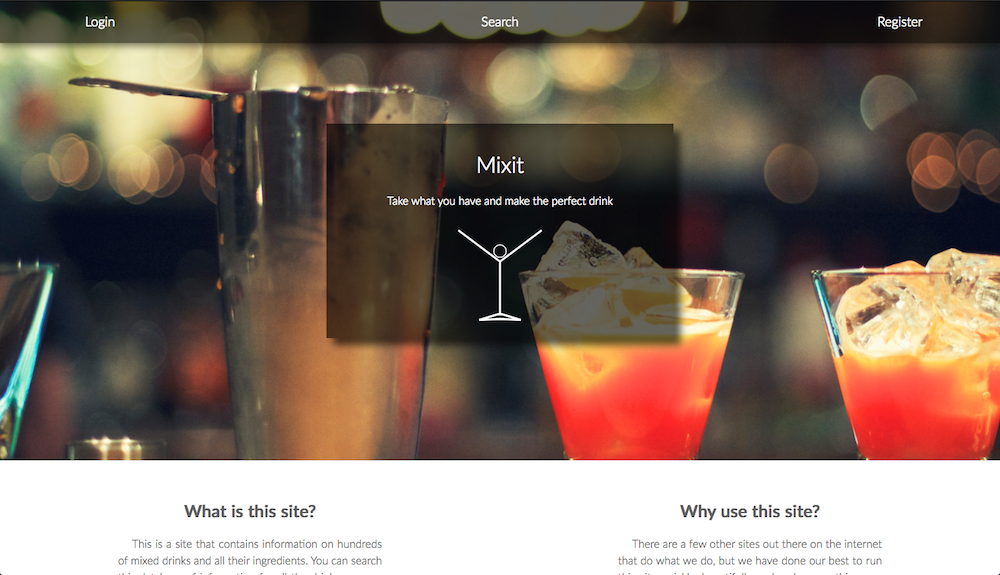 Login
Search
Register
Mixit
Take what you have and make the perfect drink
What is this site?
Why use this site?
This is a site that contains information on hundreds
of mixed drinks and all their ingredients. You can search
There are a few other sites out there on the internet
that do what we do, but we have done our best to run